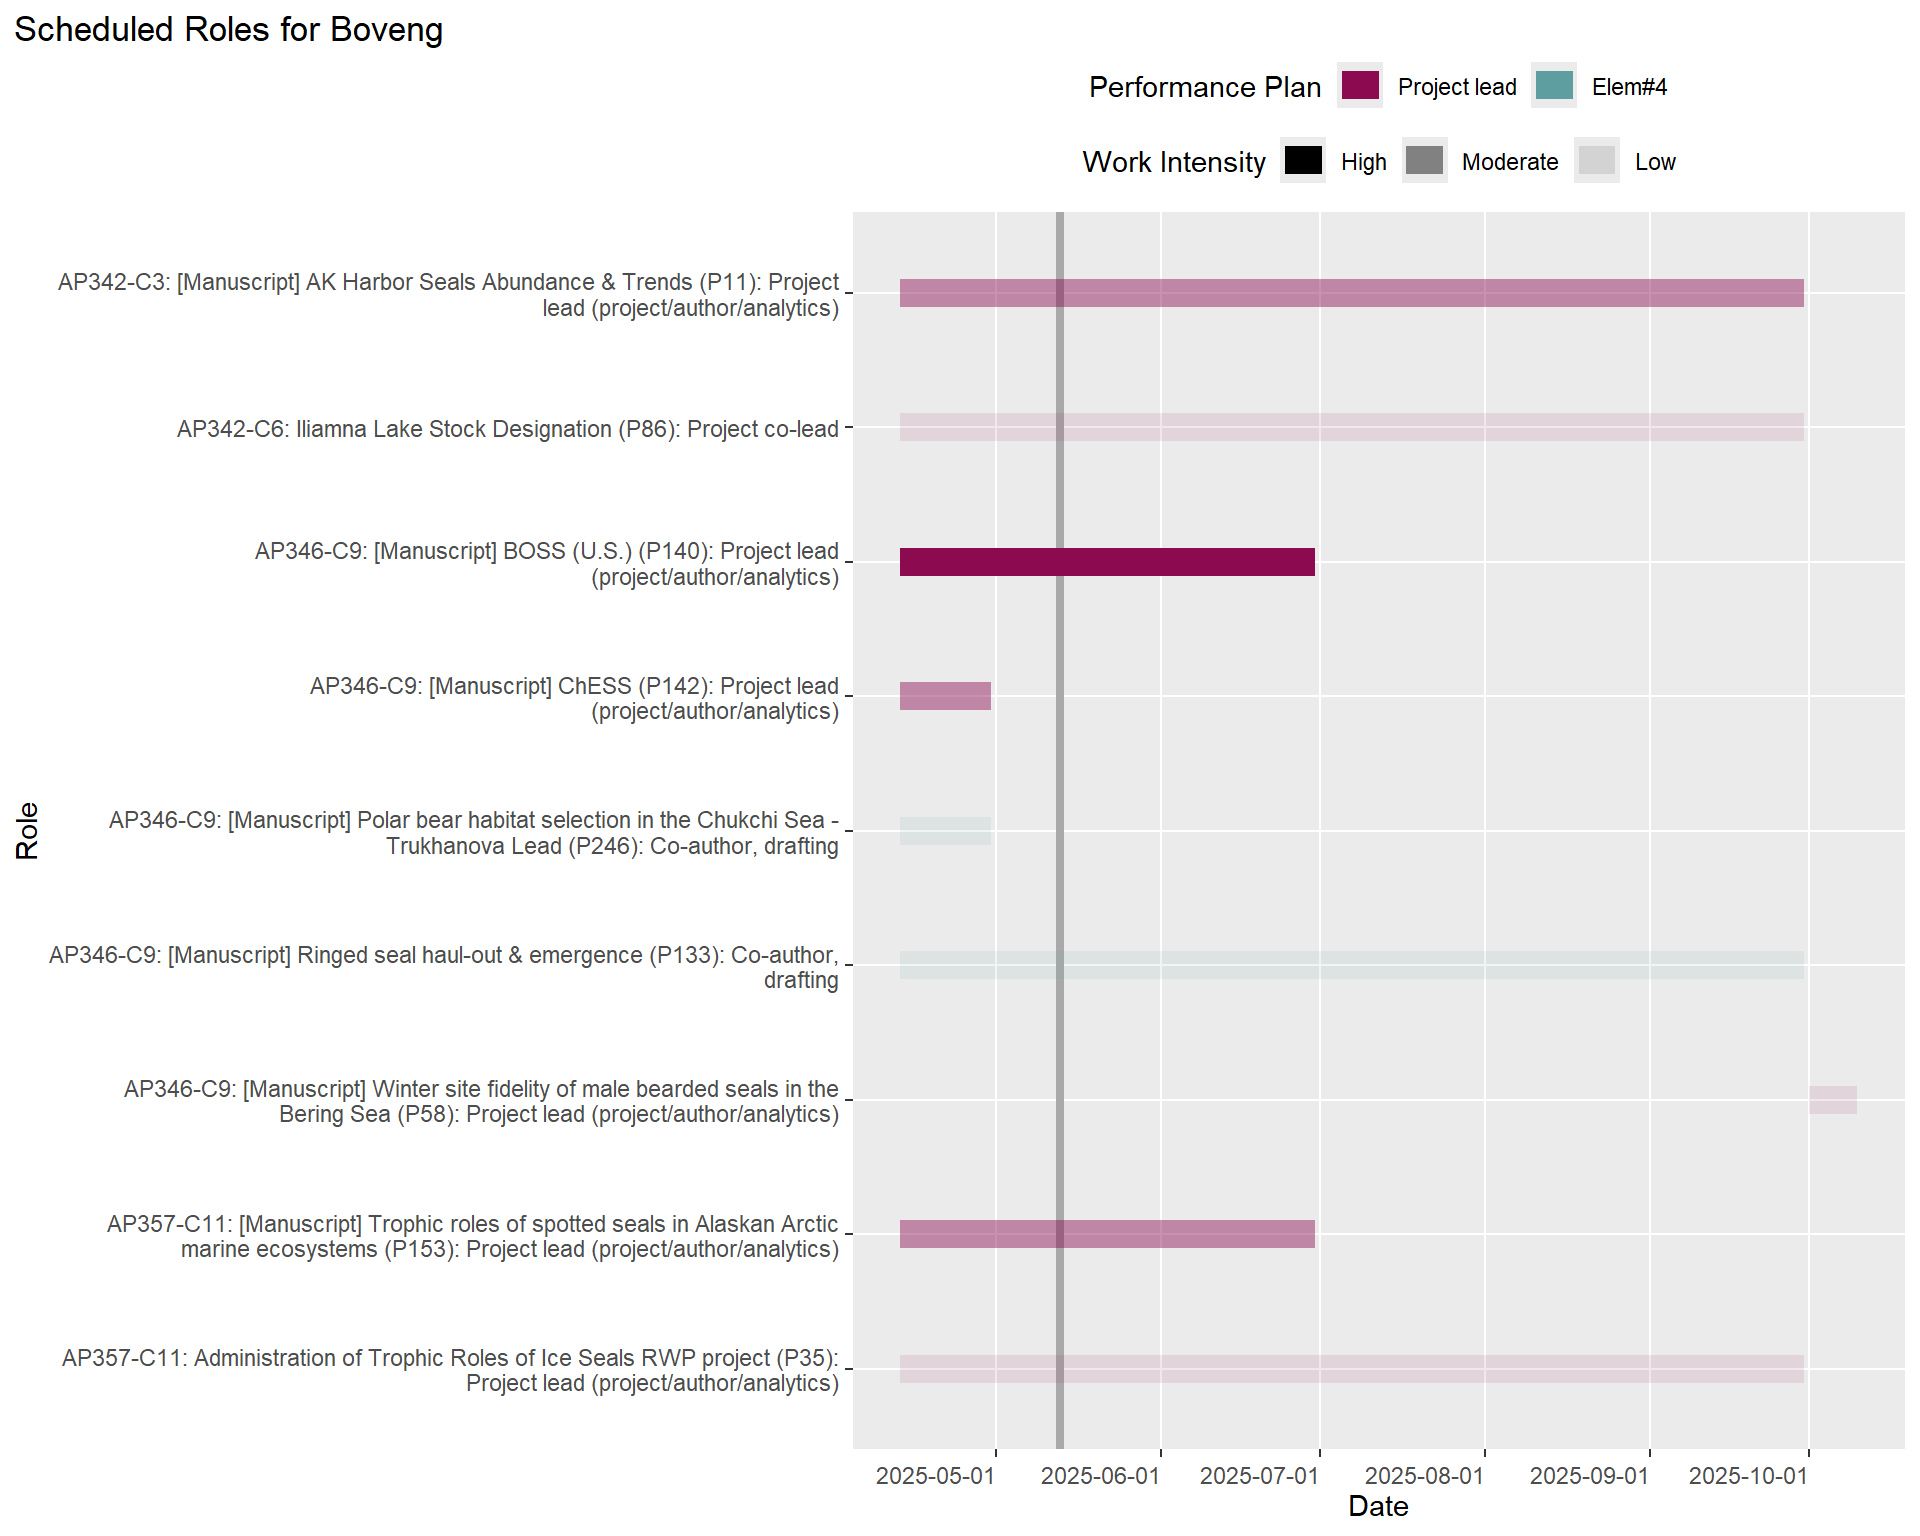 Scheduled Roles for Boveng
Performance Plan Project lead Elem#4
Work Intensity High Moderate Low
AP342-C3: [Manuscript] AK Harbor Seals Abundance & Trends (P11): Project
lead (project/author/analytics)
AP342-C6: Iliamna Lake Stock Designation (P86): Project co-lead
AP346-C9: [Manuscript] BOSS (U.S.) (P140): Project lead
(project/author/analytics)
AP346-C9: [Manuscript] ChESS (P142): Project lead
(project/author/analytics)
AP346-C9: [Manuscript] Polar bear habitat selection in the Chukchi Sea -
Trukhanova Lead (P246): Co-author, drafting
AP346-C9: [Manuscript] Ringed seal haul-out & emergence (P133): Co-author,
drafting
AP346-C9: [Manuscript] Winter site fidelity of male bearded seals in the
Bering Sea (P58): Project lead (project/author/analytics)
AP357-C11: [Manuscript] Trophic roles of spotted seals in Alaskan Arctic
marine ecosystems (P153): Project lead (project/author/analytics)
AP357-C11: Administration of Trophic Roles of Ice Seals RWP project (P35):
Project lead (project/author/analytics)
Role
2025-05-01 2025-06-01 2025-07-01 2025-08-01 2025-09-01 2025-10-01
Date